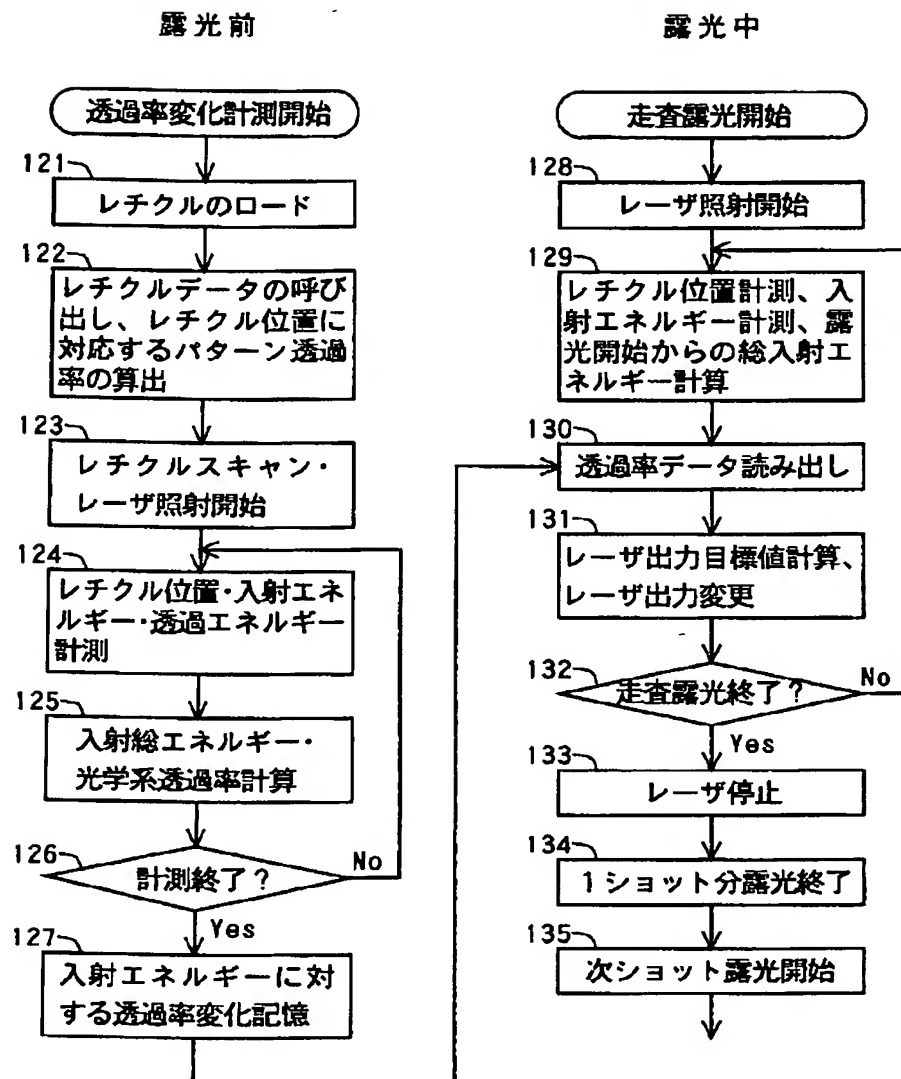 露光前
透過率変化計測開始
121
レチクルのロード
122
レチクルデータの呼び
出し、レチクル位置に
対応するパターン透過
率の算出
123
レチクルスキャン・
レーザ照射開始
124
レチクル位置・入射エネ
ルギー・透過エネルギー
計測
125
入射総エネルギー・
光学系透過率計算
126
計測終了?
No
Yes
127
入射エネルギーに対
する透過率変化記憶
露光中
走査露光開始
128
レーザ照射開始
129
レチクル位置計測、入
射エネルギー計測、露
光開始からの総入射エ
ネルギー計算
130
透過率データ読み出し
131
レーザ出力目標値計算、
レーザ出力変更
132
走査露光終了?
No
Yes
133
レーザ停止
134
1ショット分露光終了
135
次ショット露光開始